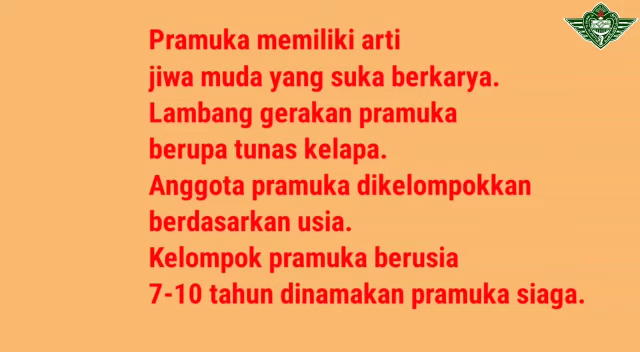 Pramuka memiliki arti
jiwa muda yang suka berkarya.
Lambang gerakan pramuka
berupa tunas kelapa.
Anggota pramuka dikelompokkan
berdasarkan usia.
Kelompok pramuka berusia
7-10 tahun dinamakan pramuka siaga.